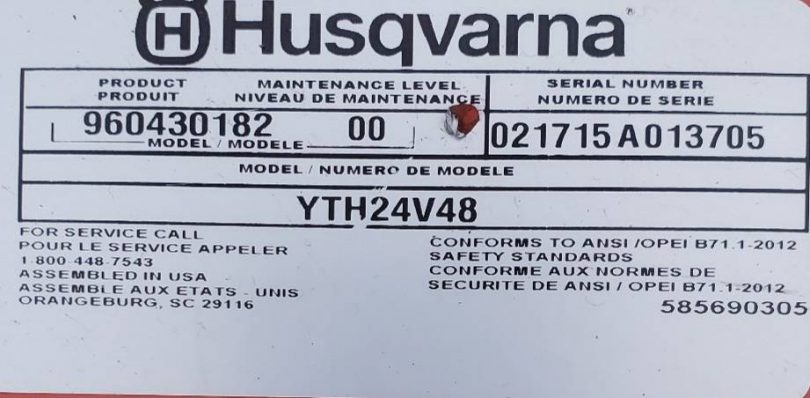 Husqvarna
PRODUCT MAINTENANCE LEVEL SERIAL NUMBER
PRODUIT NIVEAU DE MAINTENANCE NUMERO DE SERIE
960430182 00 021715A013705
MODEL / MODELE
MODEL / NUMERO DE MODELE
YTH24V48
FOR SERVICE CALL
POUR LE SERVICE APPELER
1-800-448-7543
ASSEMBLED IN USA
ASSEMBLE AUX ETATS - UNIS
ORANGEBURG, SC 29116
CONFORMS TO ANSI /OPEI B71.1-2012
SAFETY STANDARDS
CONFORME AUX NORMES DE
SECURITE DE ANSI / OPEI B71.1-2012
585690305